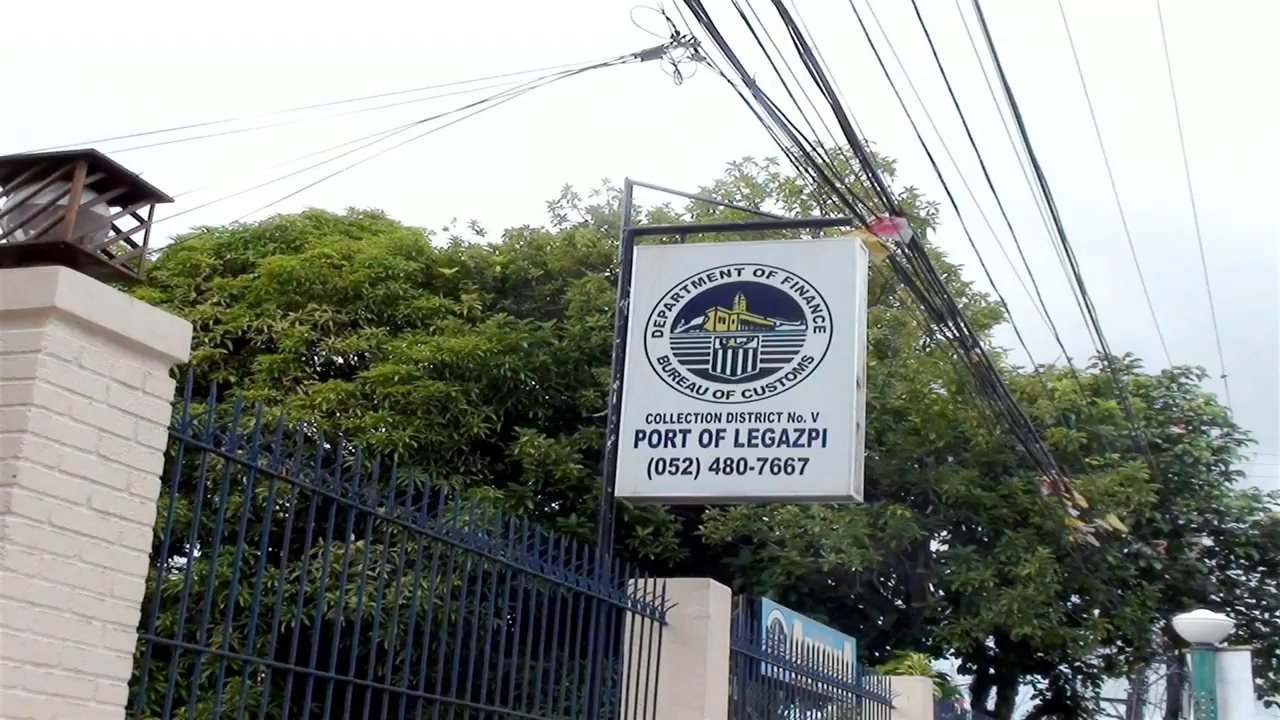 DEPARTMENT OF FINANCE
BUREAU OF CUSTOMS
COLLECTION DISTRICT No. V
PORT OF LEGAZPI
(052) 480-7667